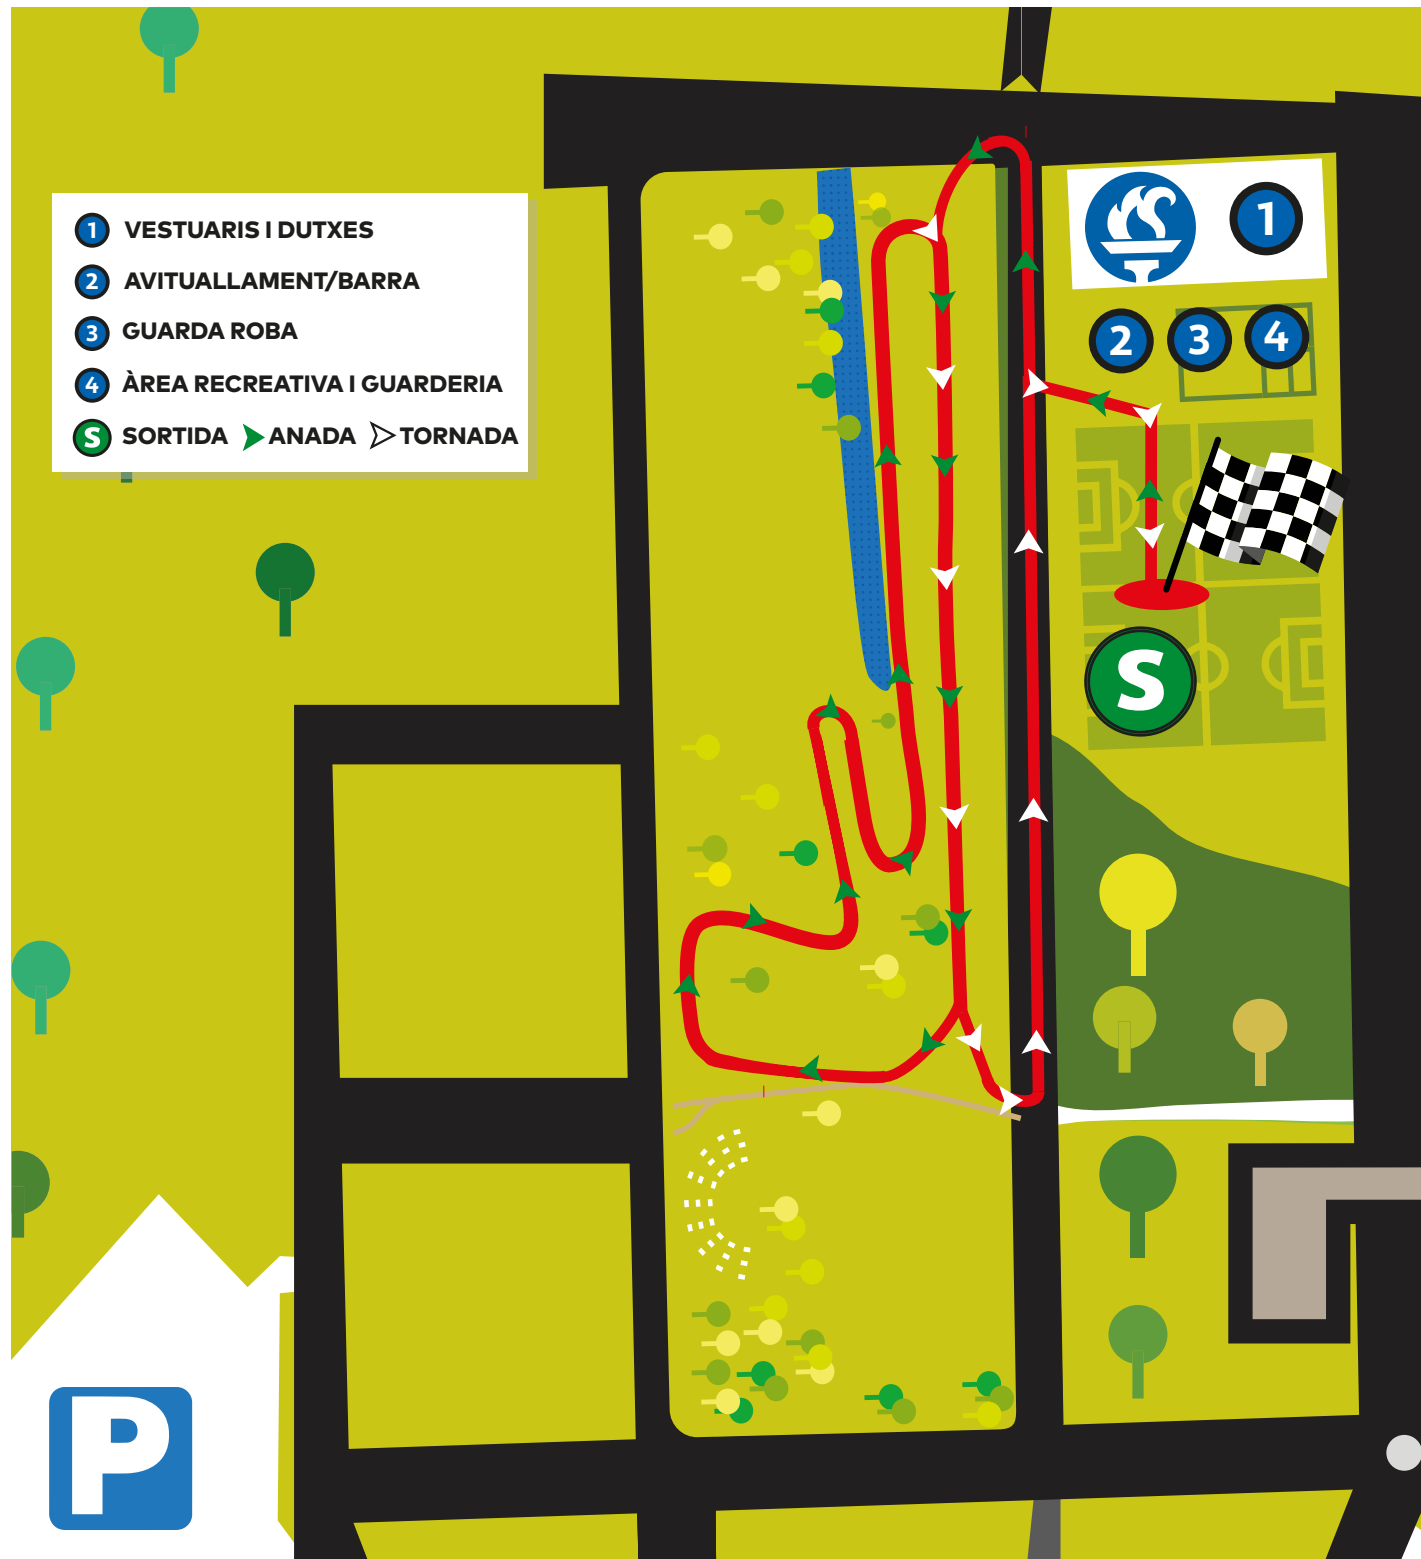 1 VESTUARIS I DUTXES
2 AVITUALLAMENT/BARRA
3 GUARDA ROBA
4 ÀREA RECREATIVA I GUARDERIA
S SORTIDA ANADA TORNADA
1
2 3 4
S
P